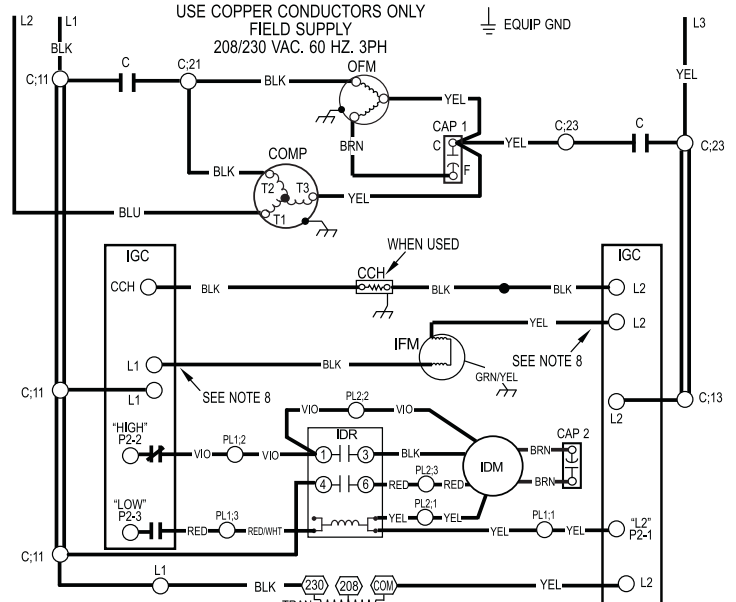 USE COPPER CONDUCTORS ONLY
FIELD SUPPLY
208/230 VAC. 60 HZ. 3PH
EQUIP GND
L2
L1
L3
BLK
YEL
C;11
C
C;21
BLK
OFM
YEL
BRN
CAP 1
C
F
YEL
C;23
C
C;23
BLK
COMP
T2
T3
T1
YEL
BLU
IGC
WHEN USED
IGC
CCH
BLK
CCH
BLK
BLK
L2
YEL
L2
IFM
SEE NOTE 8
L1
BLK
GRN/YEL
C;11
L1
SEE NOTE 8
L2
C;13
VIO
PL2;2
VIO
"HIGH"
P2-2
VIO
PL1;2
VIO
IDR
1
3
BLK
IDM
BRN
CAP 2
BRN
4
6
RED
PL2;3
RED
"LOW"
P2-3
RED
PL1;3
RED/WHT
YEL
PL2;1
YEL
YEL
PL1;1
YEL
"L2"
P2-1
C;11
L1
BLK
230
208
COM
YEL
L2
TRAN